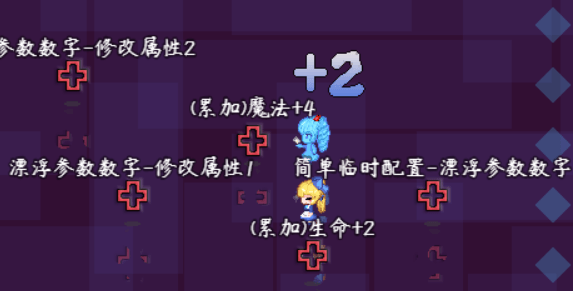 参数数字-修改属性2
+2
(累加)魔法+4
漂浮参数数字-修改属性1
简单临时配置-漂浮参数数字
(累加)生命+2